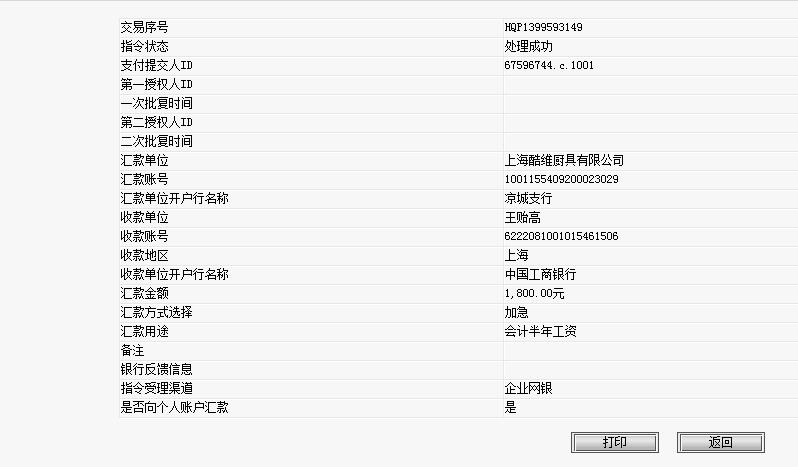 交易序号 HQP1399593149
指令状态 处理成功
支付提交人ID 67596744.c.1001
第一授权人ID
一次批复时间
第二授权人ID
二次批复时间
汇款单位 上海酷维厨具有限公司
汇款账号 1001155409200023029
汇款单位开户行名称 凉城支行
收款单位 王贻高
收款账号 6222081001015461506
收款地区 上海
收款单位开户行名称 中国工商银行
汇款金额 1,800.00元
汇款方式选择 加急
汇款用途 会计半年工资
备注
银行反馈信息
指令受理渠道 企业网银
是否向个人账户汇款 是
打印 返回